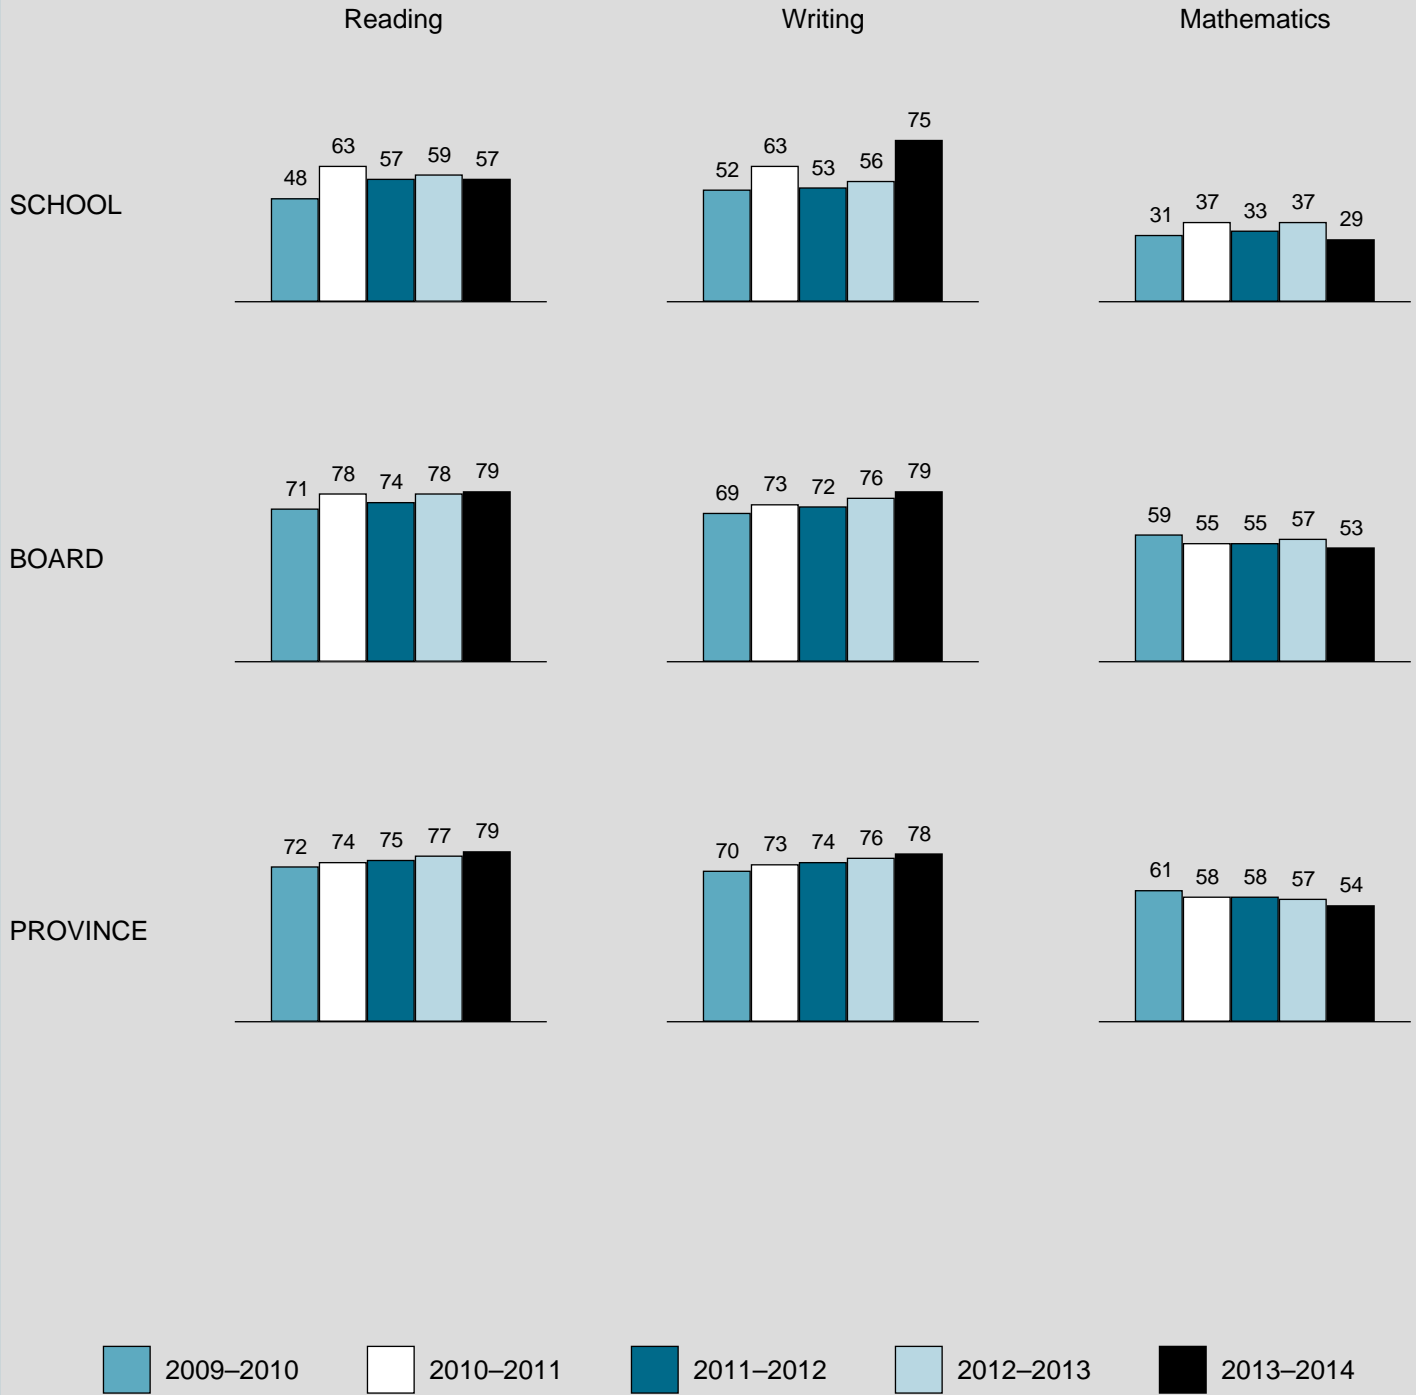 Reading Writing Mathematics
SCHOOL
48 63 57 59 57
52 63 53 56 75
31 37 33 37 29
BOARD
71 78 74 78 79
69 73 72 76 79
59 55 55 57 53
PROVINCE
72 74 75 77 79
70 73 74 76 78
61 58 58 57 54
2009–2010 2010–2011 2011–2012 2012–2013 2013–2014